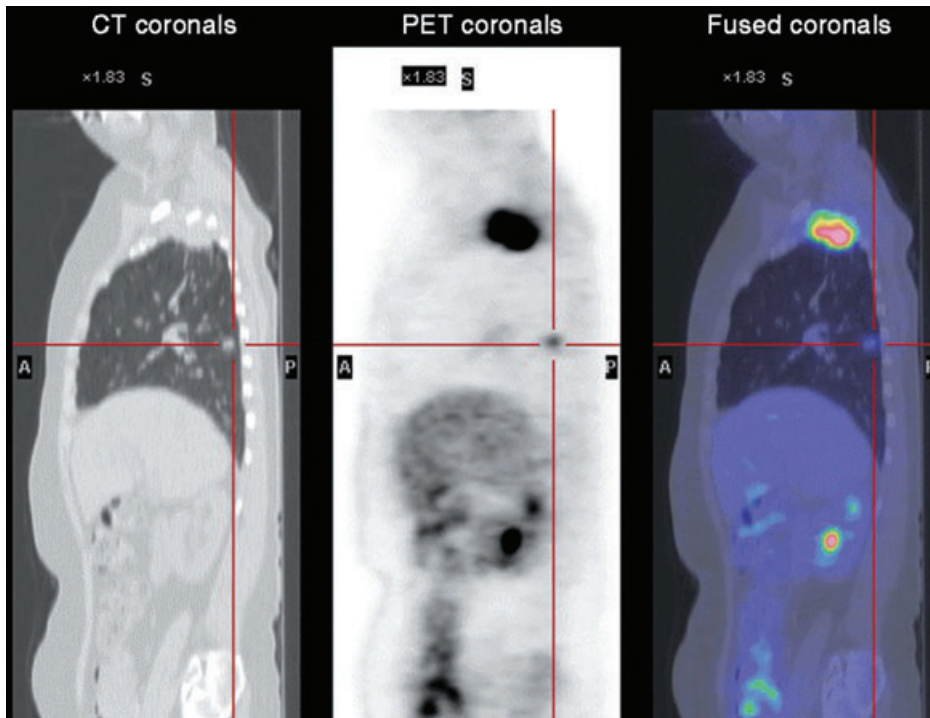 CT coronals PET coronals Fused coronals
×1.83 S ×1.83 S ×1.83 S
A P A P A P